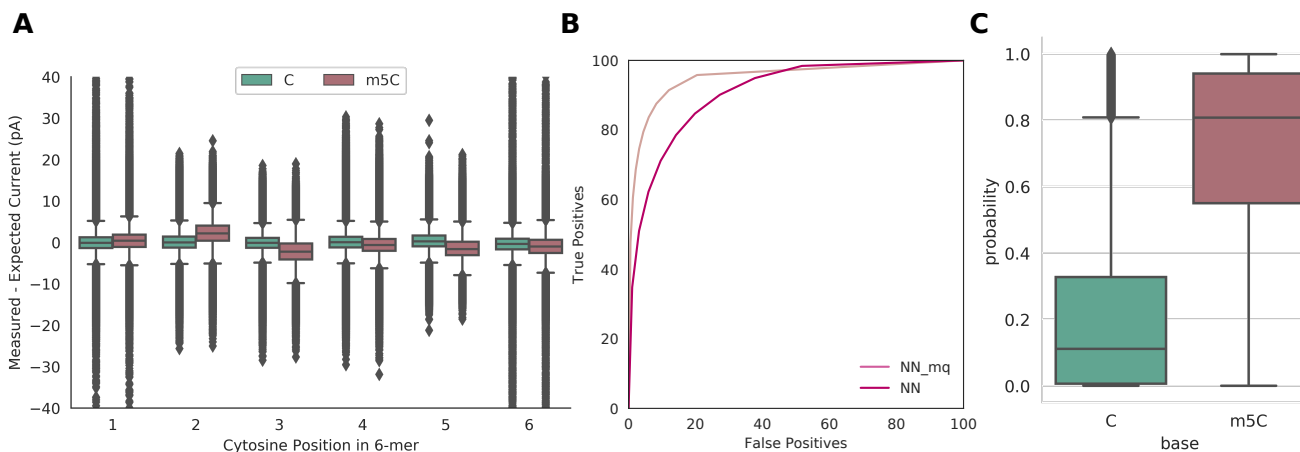 A
B
C
C
m5C
40
30
20
10
0
−10
−20
−30
−40
Measured - Expected Current (pA)
1
2
3
4
5
6
Cytosine Position in 6-mer
100
80
60
40
20
0
True Positives
NN_mq
NN
0
20
40
60
80
100
False Positives
1.0
0.8
0.6
0.4
0.2
0.0
probability
C
m5C
base